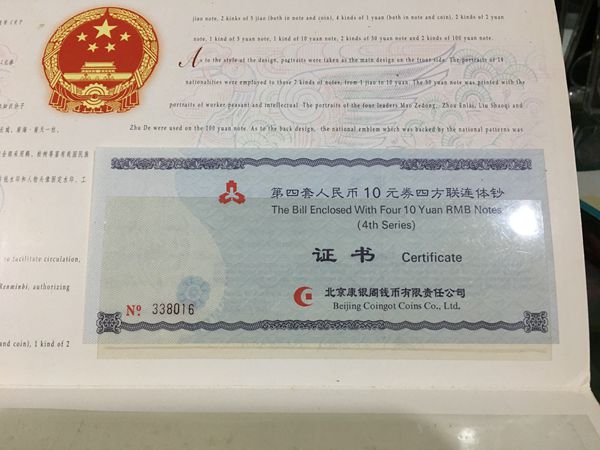 jiao note, 2 kinks of 5 jiao (both in note and coin), 4 kinds of 1 yuan (both in note and coin), 2 kinds of 2 yuan
note, 1 kind of 5 yuan note, 1 kind of 10 yuan note, 2 kinds of 50 yuan note and 2 kinds of 100 yuan note.
As to the style of the design, portraits were taken as the main design on the front side. The portraits of 14
nationalities were employed to those 2 kinds of notes, from 1 jiao to 10 yuan. The 50 yuan note was printed with the
portraits of worker peasant and intellectual. The portraits of the four leaders Mao Zedong, Zhou Enlai, Liu Shaoqi and
Zhu De were used on the 100 yuan note. As to the back design, the national emblem which was backed by the national patterns was
to facilitate circulation,
Renminbi, authorizing
and coin), 1 kind of 2
第四套人民币10元券四方联连体钞
The Bill Enclosed With Four 10 Yuan RMB Notes
(4th Series)
证书 Certificate
北京康银阁钱币有限责任公司
Beijing Coingot Coins Co., Ltd.
Nº 338016